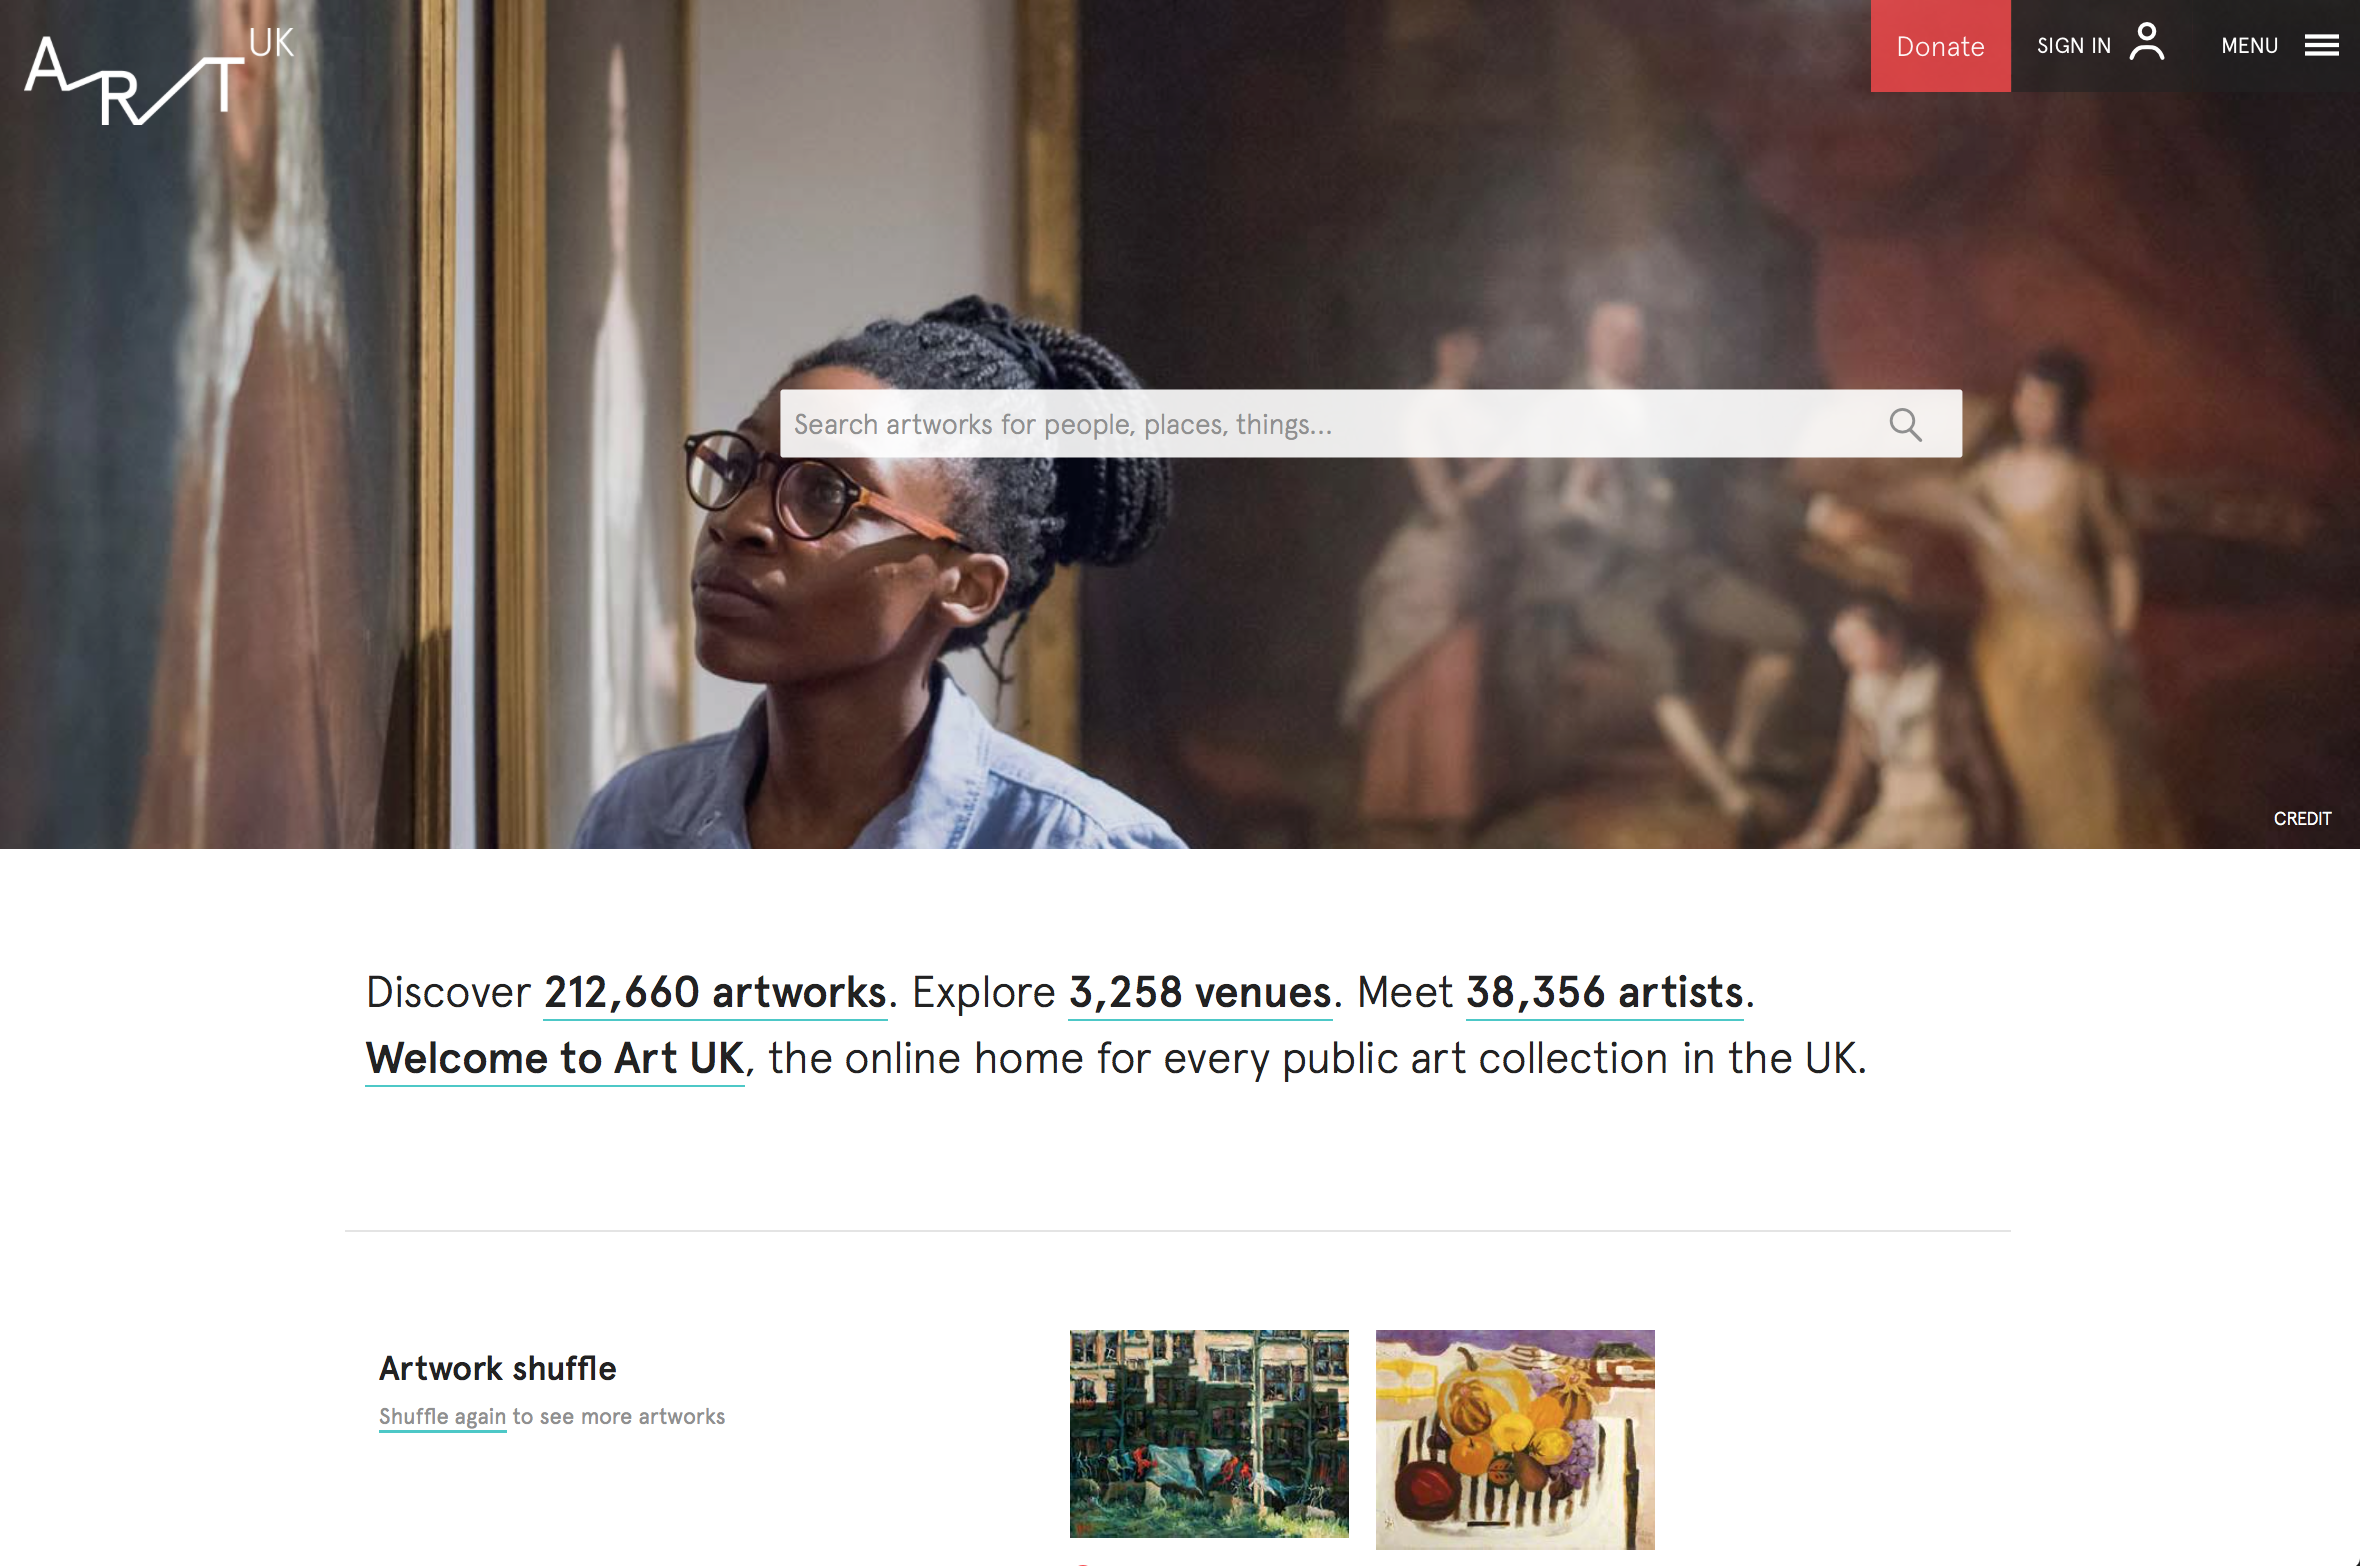 ART UK
Donate
SIGN IN
MENU
Search artworks for people, places, things...
CREDIT
Discover 212,660 artworks. Explore 3,258 venues. Meet 38,356 artists.
Welcome to Art UK, the online home for every public art collection in the UK.
Artwork shuffle
Shuffle again to see more artworks